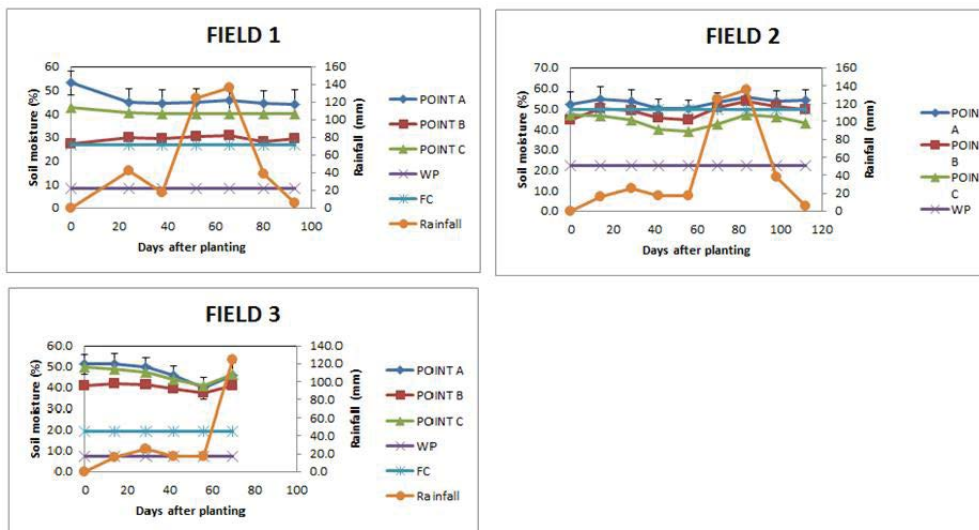 FIELD 1
60
50
40
30
20
10
0
Soil moisture (%)
160
140
120
100
80
60
40
20
0
Rainfall (mm)
0 20 40 60 80 100
Days after planting
POINT A
POINT B
POINT C
WP
FC
Rainfall
FIELD 2
70.0
60.0
50.0
40.0
30.0
20.0
10.0
0.0
Soil moisture (%)
160
140
120
100
80
60
40
20
0
Rainfall (mm)
0 20 40 60 80 100 120
Days after planting
POIN
A
POIN
B
POIN
C
WP
FIELD 3
60.0
50.0
40.0
30.0
20.0
10.0
0.0
Soil moisture (%)
140.0
120.0
100.0
80.0
60.0
40.0
20.0
0.0
Rainfall (mm)
0 20 40 60 80 100
Days after planting
POINT A
POINT B
POINT C
WP
FC
Rainfall